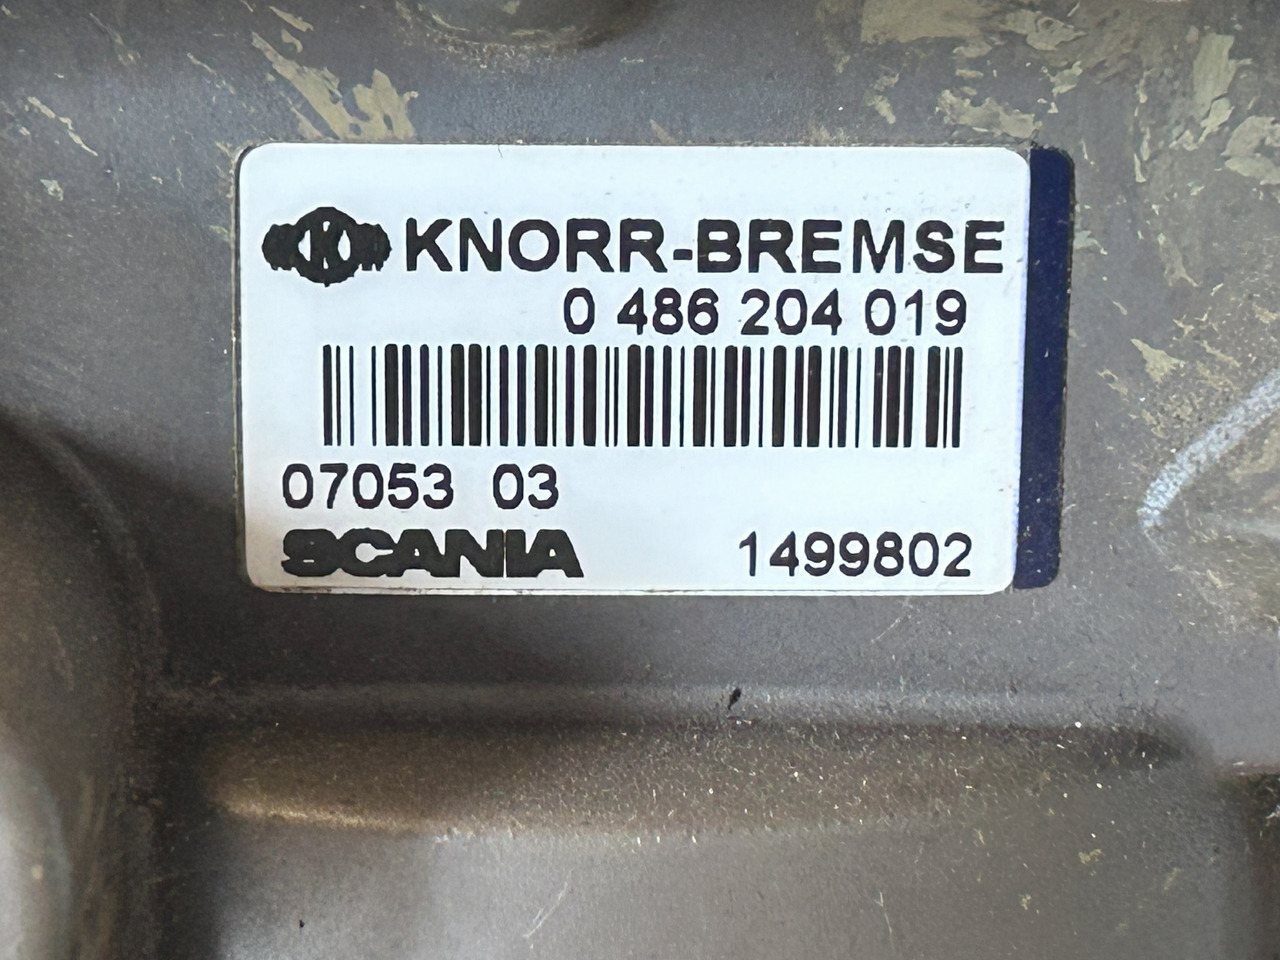 KNORR-BREMSE
0 486 204 019
07053 03
SCANIA 1499802